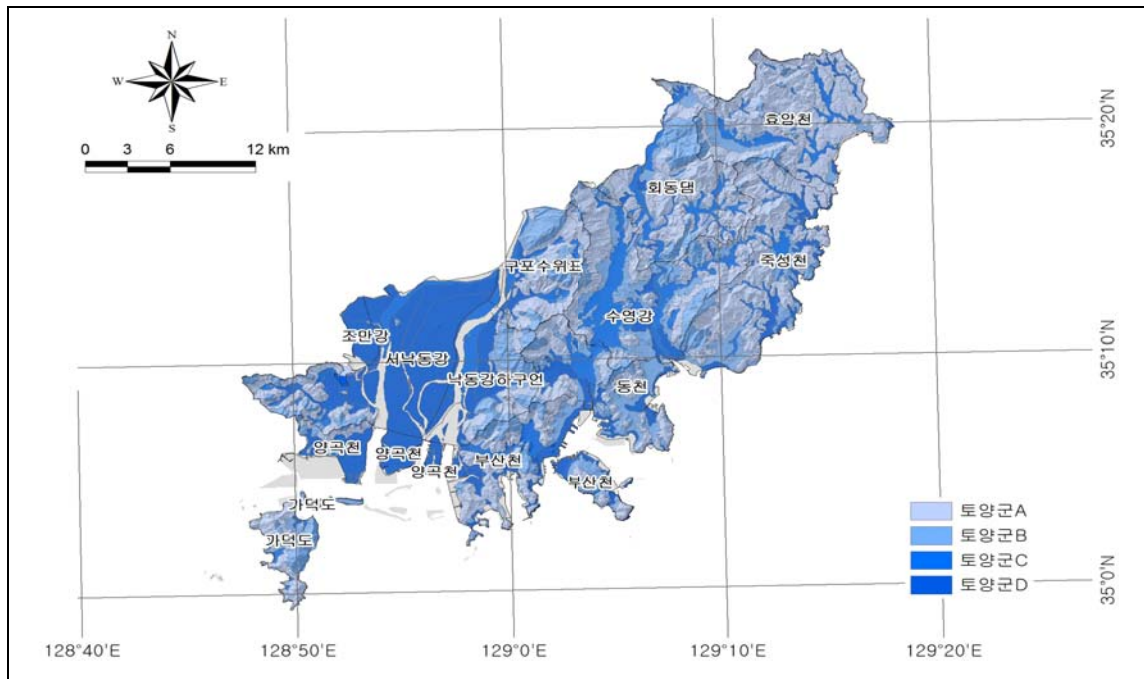 N
W E
S
0 3 6 12 km
효암천
회동댐
구포수위표
죽성천
수영강
조만강
서낙동강
낙동강하구언
동천
양곡천
양곡천
양곡천
부산천
부산천
가덕도
가덕도
토양군A
토양군B
토양군C
토양군D
35°20'N
35°10'N
35°0'N
128°40'E 128°50'E 129°0'E 129°10'E 129°20'E